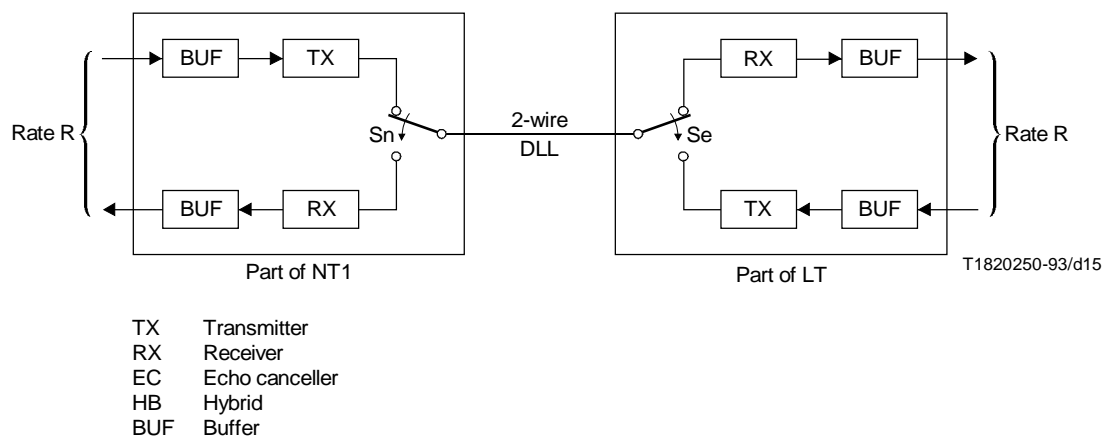 BUF TX RX BUF
Rate R Sn 2-wire DLL Se Rate R
BUF RX TX BUF
Part of NT1 Part of LT T1820250-93/d15
TX Transmitter
RX Receiver
EC Echo canceller
HB Hybrid
BUF Buffer